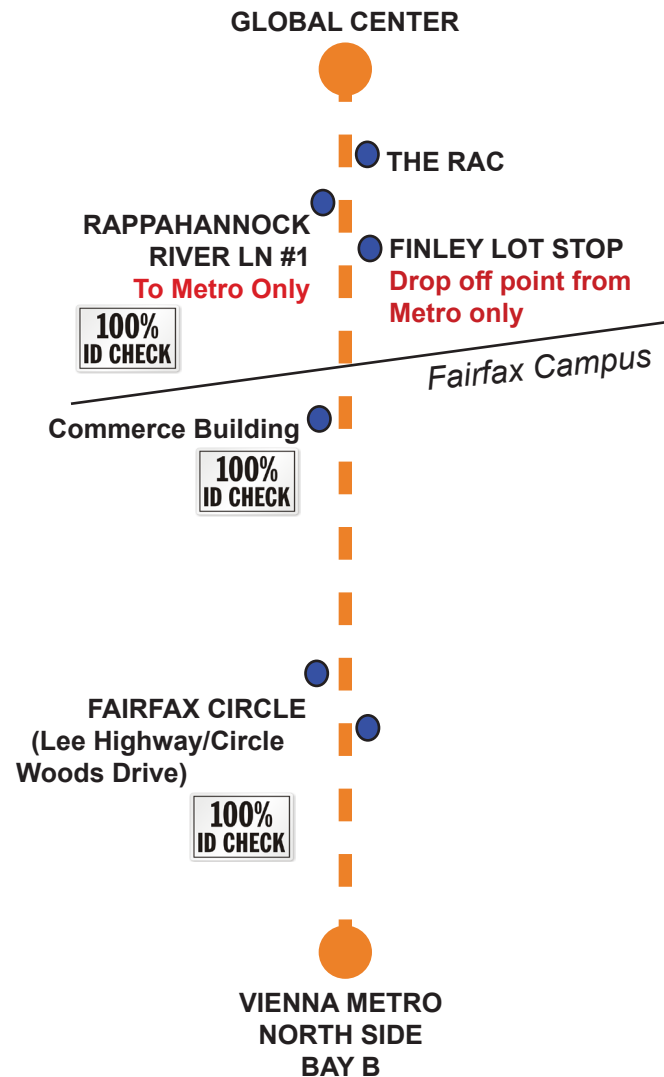 GLOBAL CENTER
THE RAC
RAPPAHANNOCK
RIVER LN #1
To Metro Only
FINLEY LOT STOP
Drop off point from
Metro only
100%
ID CHECK
Fairfax Campus
Commerce Building
100%
ID CHECK
FAIRFAX CIRCLE
(Lee Highway/Circle
Woods Drive)
100%
ID CHECK
VIENNA METRO
NORTH SIDE
BAY B